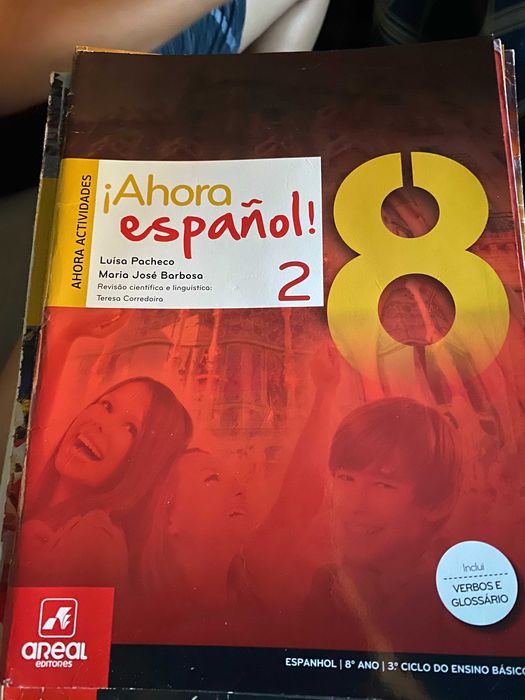 AHORA ACTIVIDADES
¡Ahora
español!
Luísa Pacheco
Maria José Barbosa
Revisão científica e linguística:
Teresa Corredoira
2
8
Inclui
VERBOS E
GLOSSÁRIO
AREAL
EDITORES
ESPANHOL | 8º ANO | 3º CICLO DO ENSINO BÁSICO